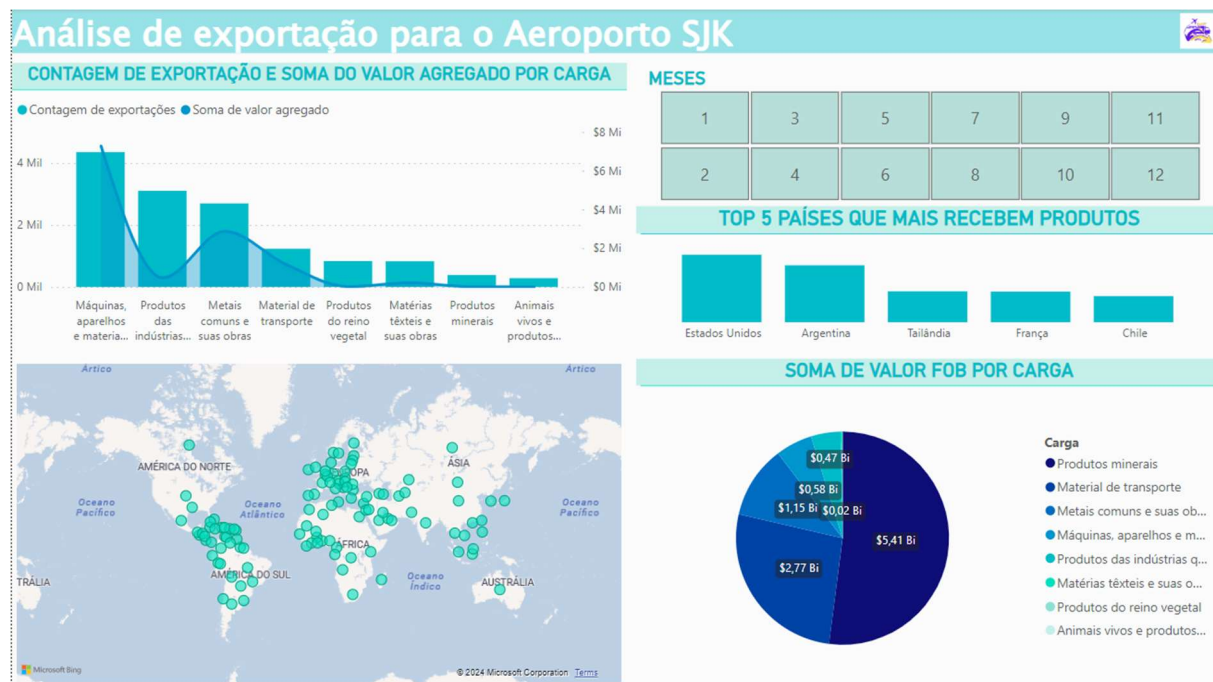 Análise de exportação para o Aeroporto SJK
CONTAGEM DE EXPORTAÇÃO E SOMA DO VALOR AGREGADO POR CARGA
Contagem de exportações Soma de valor agregado
$8 Mi
4 Mil
$6 Mi
$4 Mi
2 Mil
$2 Mi
0 Mil
$0 Mi
Máquinas,
aparelhos
e materia...
Produtos
das
indústrias...
Metais
comuns e
suas obras
Material de
transporte
Produtos
do reino
vegetal
Matérias
têxteis e
suas obras
Produtos
minerais
Animais
vivos e
produtos...
MESES
1 3 5 7 9 11
2 4 6 8 10 12
TOP 5 PAÍSES QUE MAIS RECEBEM PRODUTOS
Estados Unidos Argentina Tailândia França Chile
Ártico
Ártico
AMÉRICA DO NORTE
ÁSIA
Oceano
Pacífico
Oceano
Atlântico
Oceano
Pacífico
ÁFRICA
AMÉRICA DO SUL
Oceano
Índico
TRÁLIA
AUSTRÁLIA
Microsoft Bing
© 2024 Microsoft Corporation Terms
SOMA DE VALOR FOB POR CARGA
$0,47 Bi
$0,58 Bi
$1,15 Bi
$0,02 Bi
$5,41 Bi
$2,77 Bi
Carga
Produtos minerais
Material de transporte
Metais comuns e suas ob...
Máquinas, aparelhos e m...
Produtos das indústrias q...
Matérias têxteis e suas o...
Produtos do reino vegetal
Animais vivos e produtos...